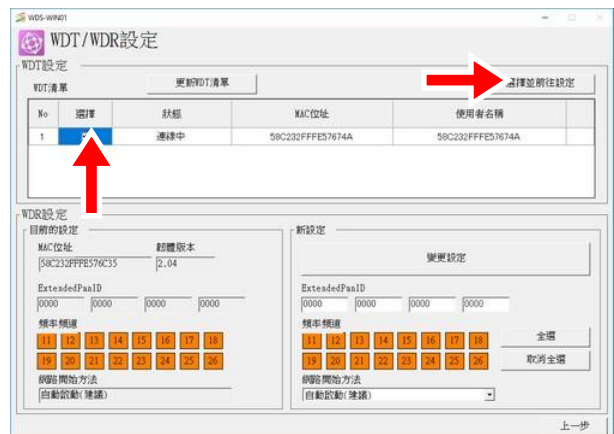 WDS-WIN01
WDT/WDR設定
WDT設定
WDT清單
更新WDT清單
選擇並前往設定
No 選擇 狀態 MAC位址 使用者名稱
1 連線中 58C232FFFE57674A 58C232FFFE57674A
WDR設定
目前的設定
MAC位址 韌體版本
58C232FFFE576C35 2.04
ExtendedPanID
0000 0000 0000 0000
頻率頻道
11 12 13 14 15 16 17 18
19 20 21 22 23 24 25 26
網路開始方法
自動啟動(建議)
新設定
變更設定
ExtendedPanID
0000 0000 0000 0000
頻率頻道
11 12 13 14 15 16 17 18
全選
19 20 21 22 23 24 25 26
取消全選
網路開始方法
自動啟動(建議)
上一步